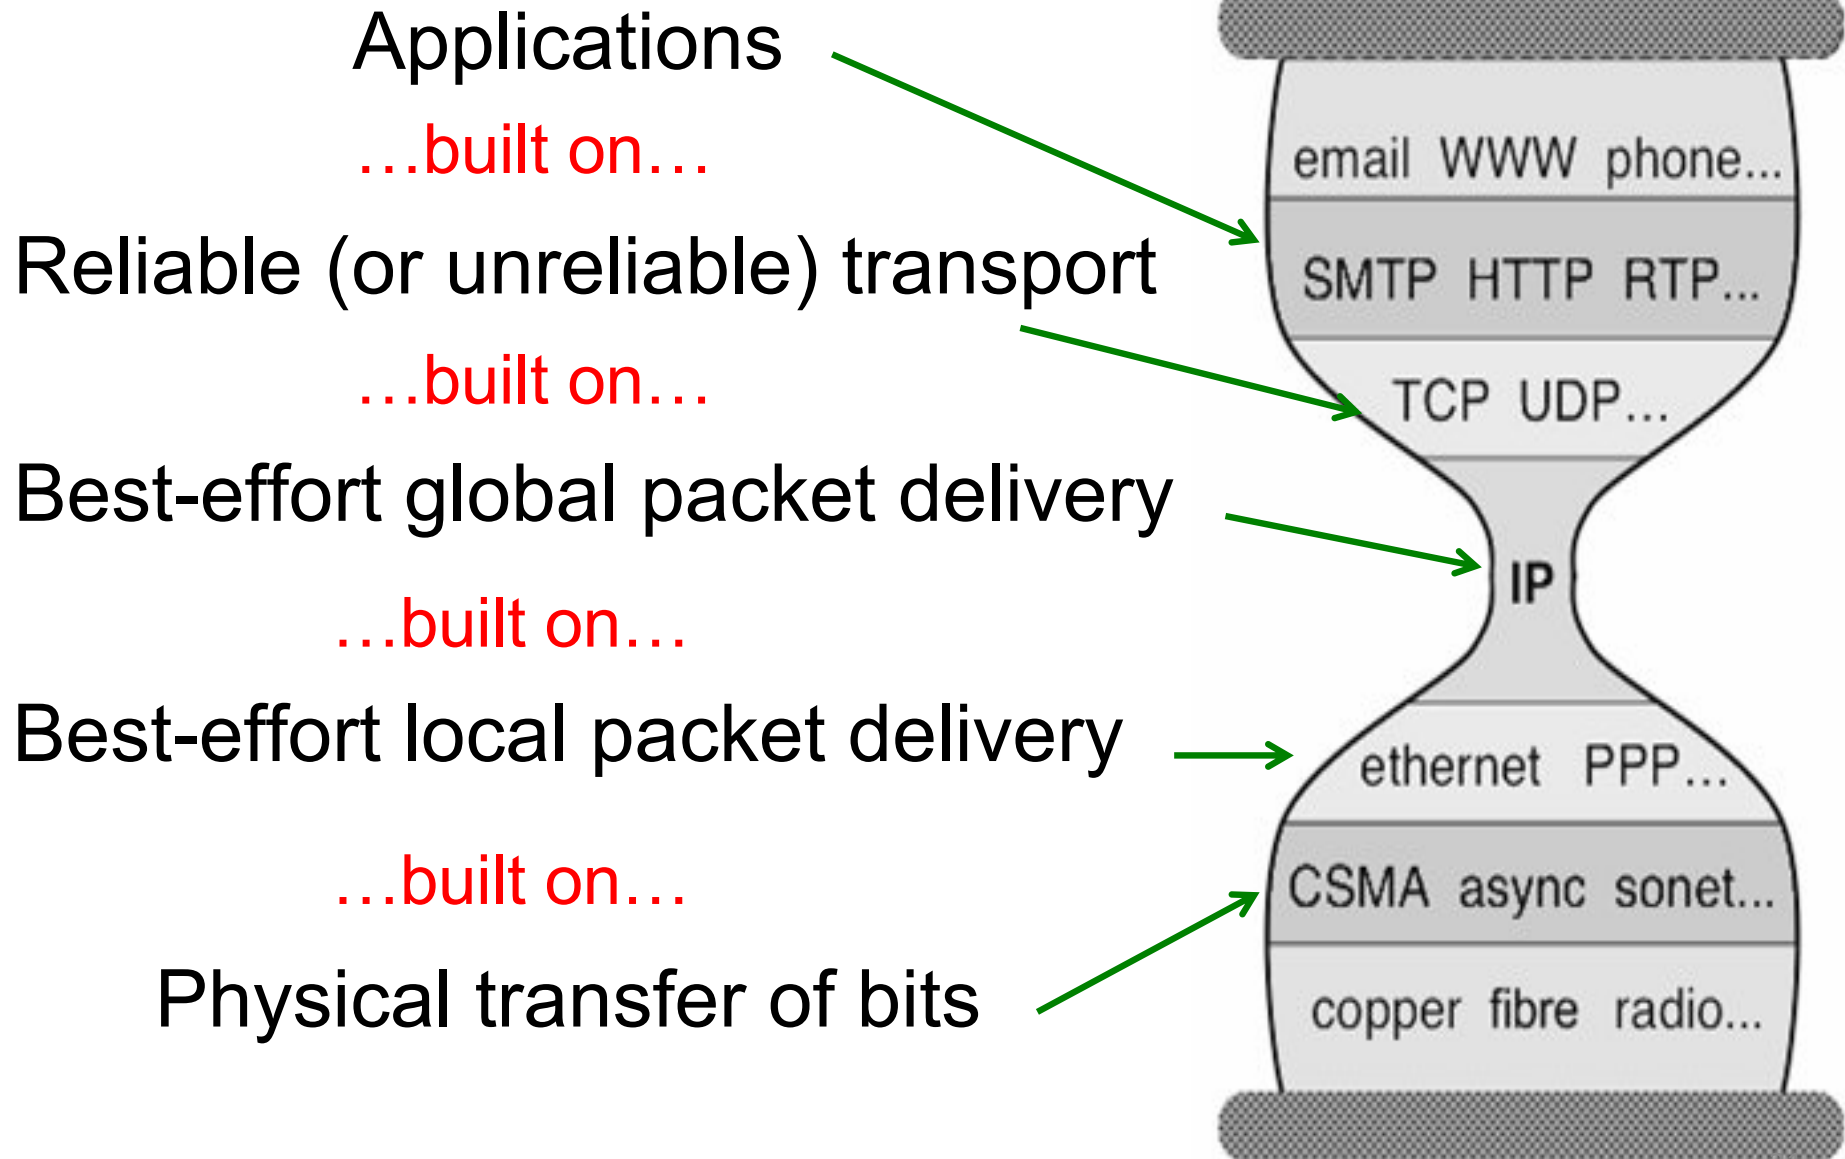 Applications
…built on…
Reliable (or unreliable) transport
…built on…
Best-effort global packet delivery
…built on…
Best-effort local packet delivery
…built on…
Physical transfer of bits
email WWW phone...
SMTP HTTP RTP...
TCP UDP…
IP
ethernet PPP…
CSMA async sonet...
copper fibre radio...